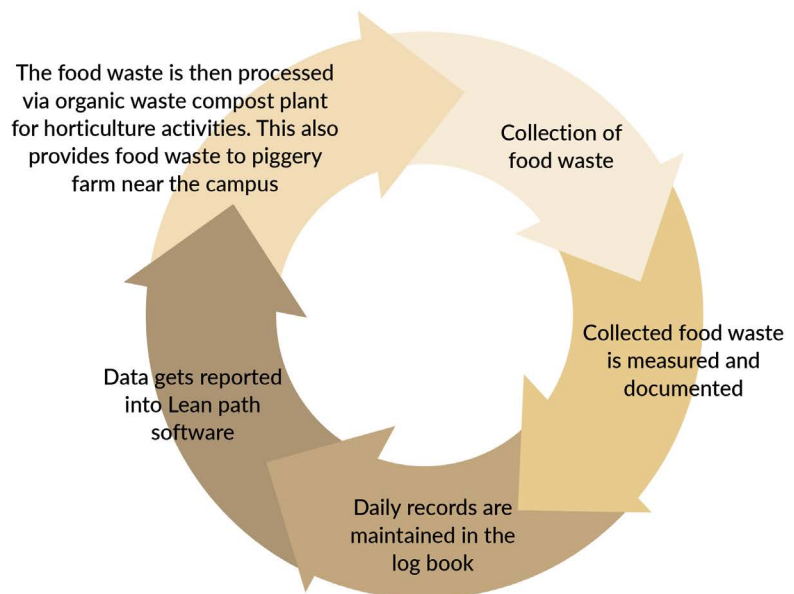 Collection of
food waste
Collected food waste
is measured and
documented
Daily records are
maintained in the
log book
Data gets reported
into Lean path
software
The food waste is then processed
via organic waste compost plant
for horticulture activities. This also
provides food waste to piggery
farm near the campus